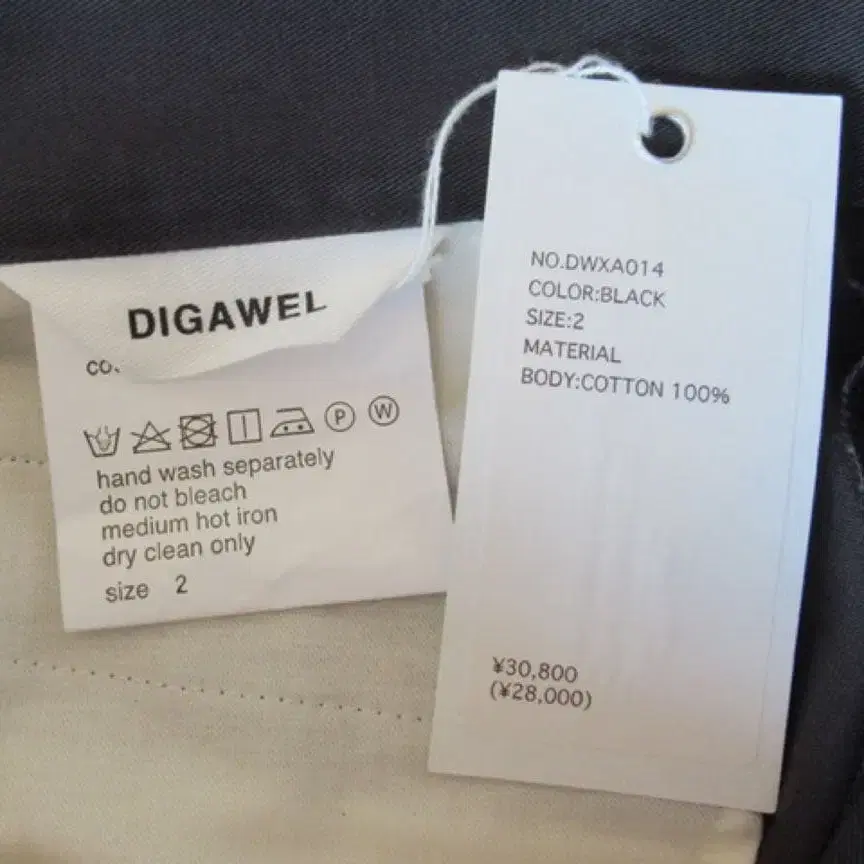 DIGAWEL
P W
hand wash separately
do not bleach
medium hot iron
dry clean only
size 2
NO.DWXA014
COLOR:BLACK
SIZE:2
MATERIAL
BODY:COTTON 100%
¥30,800
(¥28,000)